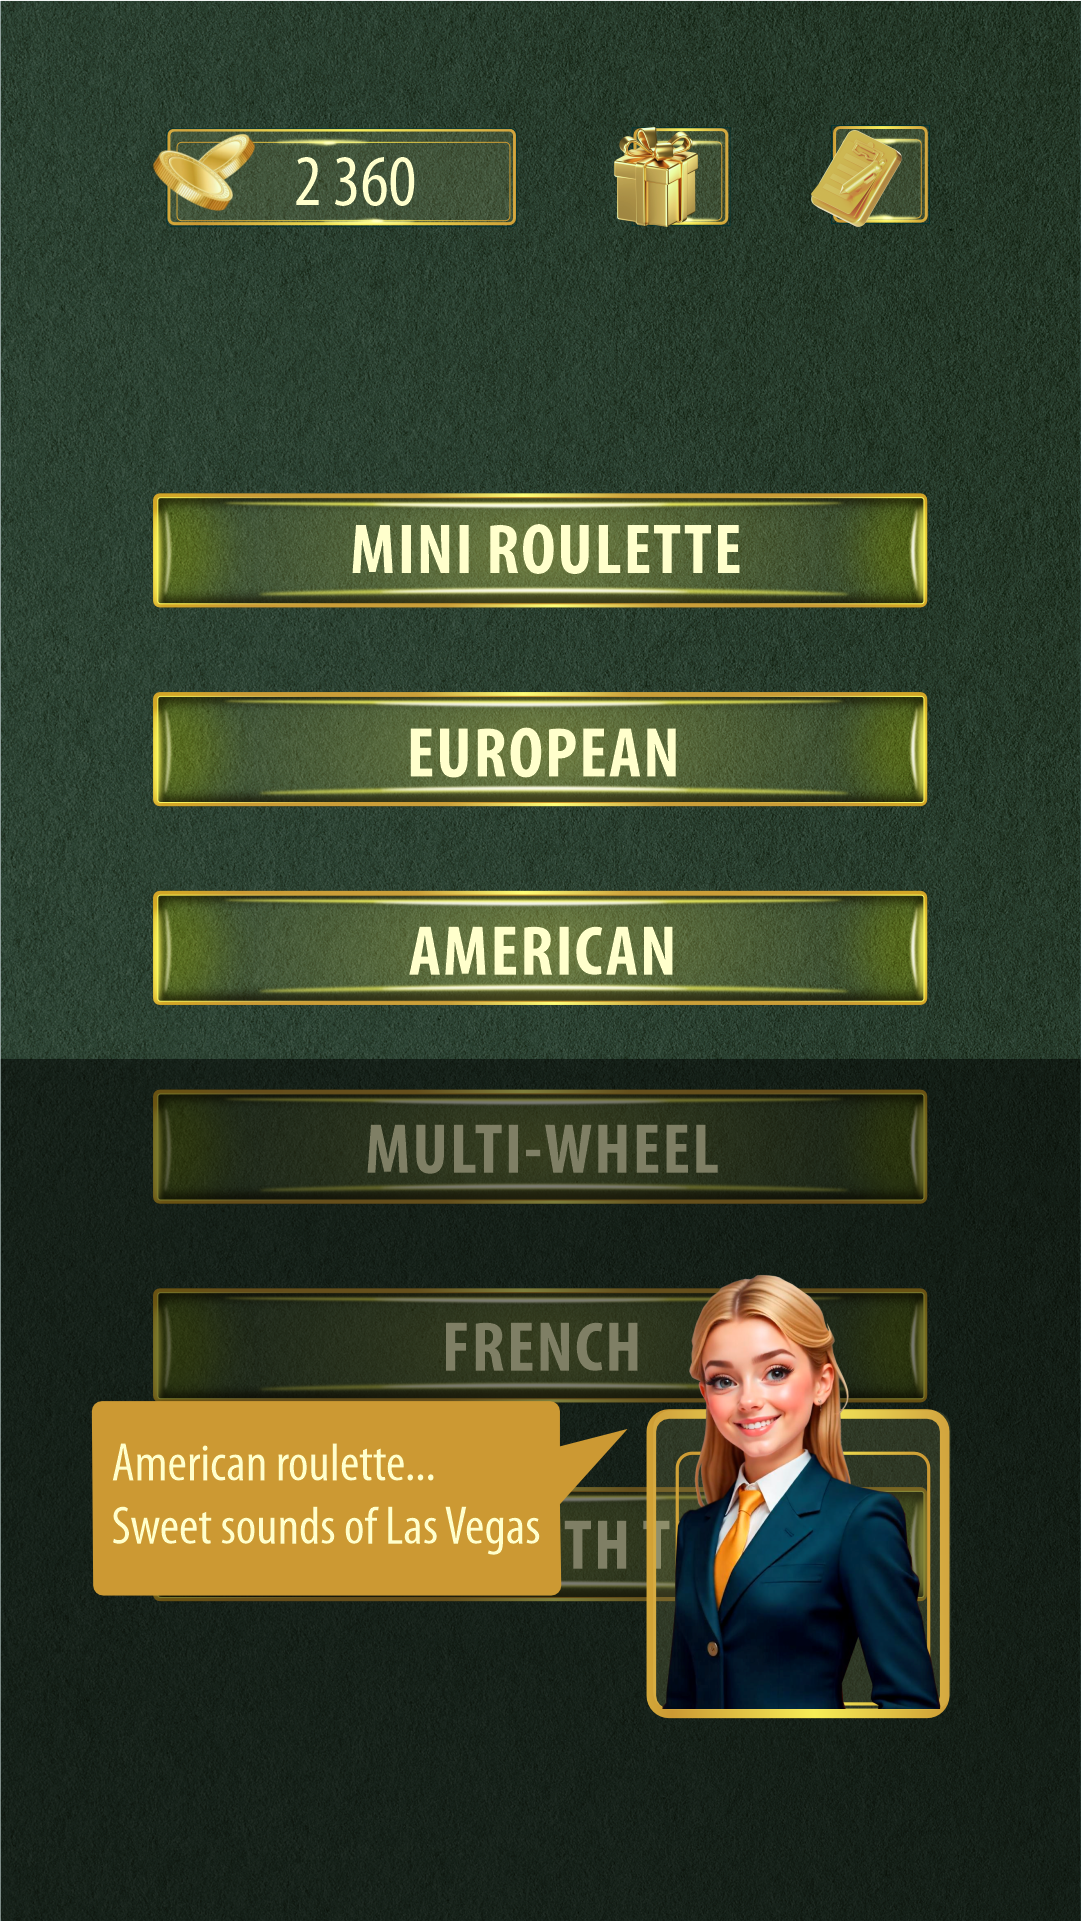 2 360
MINI ROULETTE
EUROPEAN
AMERICAN
MULTI-WHEEL
FRENCH
American roulette...
Sweet sounds of Las Vegas